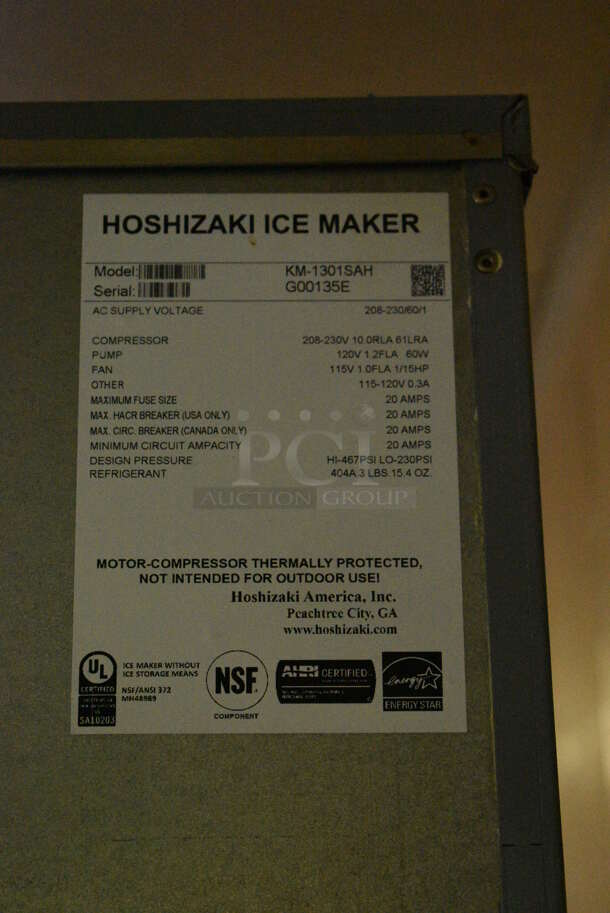 HOSHIZAKI ICE MAKER
Model: KM-1301SAH
Serial: G00135E
AC SUPPLY VOLTAGE 208-230/60/1
COMPRESSOR 208-230V 10.0RLA 61LRA
PUMP 120V 1.2FLA 60W
FAN 115V 1.0FLA 1/15HP
OTHER 115-120V 0.3A
MAXIMUM FUSE SIZE 20 AMPS
MAX. HACR BREAKER (USA ONLY) 20 AMPS
MAX. CIRC. BREAKER (CANADA ONLY) 20 AMPS
MINIMUM CIRCUIT AMPACITY 20 AMPS
DESIGN PRESSURE HI-467PSI LO-230PSI
REFRIGERANT 404A 3 LBS. 15.4 OZ.
PCI
AUCTION GROUP
MOTOR-COMPRESSOR THERMALLY PROTECTED,
NOT INTENDED FOR OUTDOOR USE!
Hoshizaki America, Inc.
Peachtree City, GA
www.hoshizaki.com
UL
CERTIFIED
SA10203
ICE MAKER WITHOUT
ICE STORAGE MEANS
NSF/ANSI 372
MH48989
NSF
COMPONENT
AHRI CERTIFIED
energy
ENERGY STAR